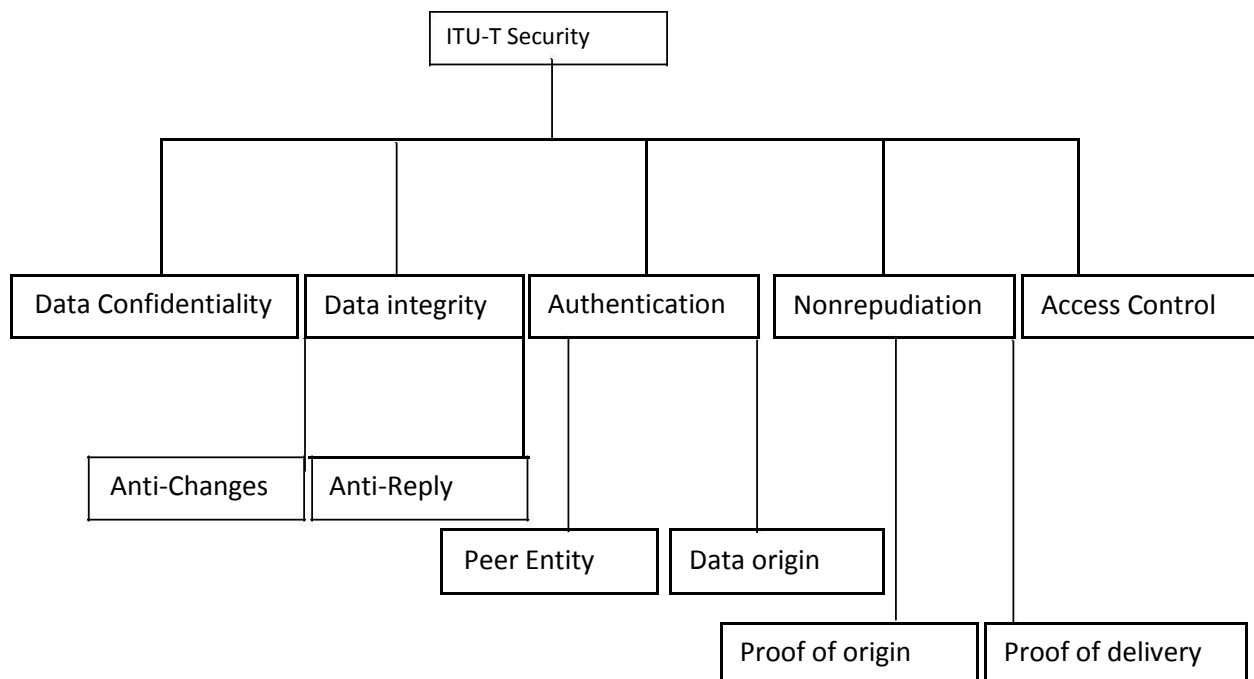 ITU-T Security
Data Confidentiality
Data integrity
Authentication
Nonrepudiation
Access Control
Anti-Changes
Anti-Reply
Peer Entity
Data origin
Proof of origin
Proof of delivery